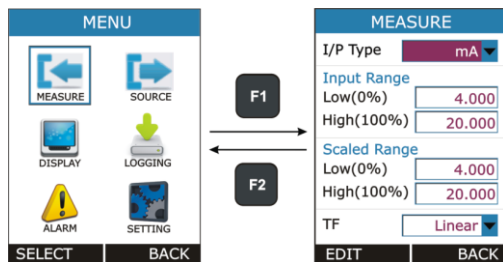 MENU
MEASURE SOURCE
DISPLAY LOGGING
ALARM SETTING
SELECT BACK
F1
F2
MEASURE
I/P Type mA
Input Range
Low(0%) 4.000
High(100%) 20.000
Scaled Range
Low(0%) 4.000
High(100%) 20.000
TF Linear
EDIT BACK